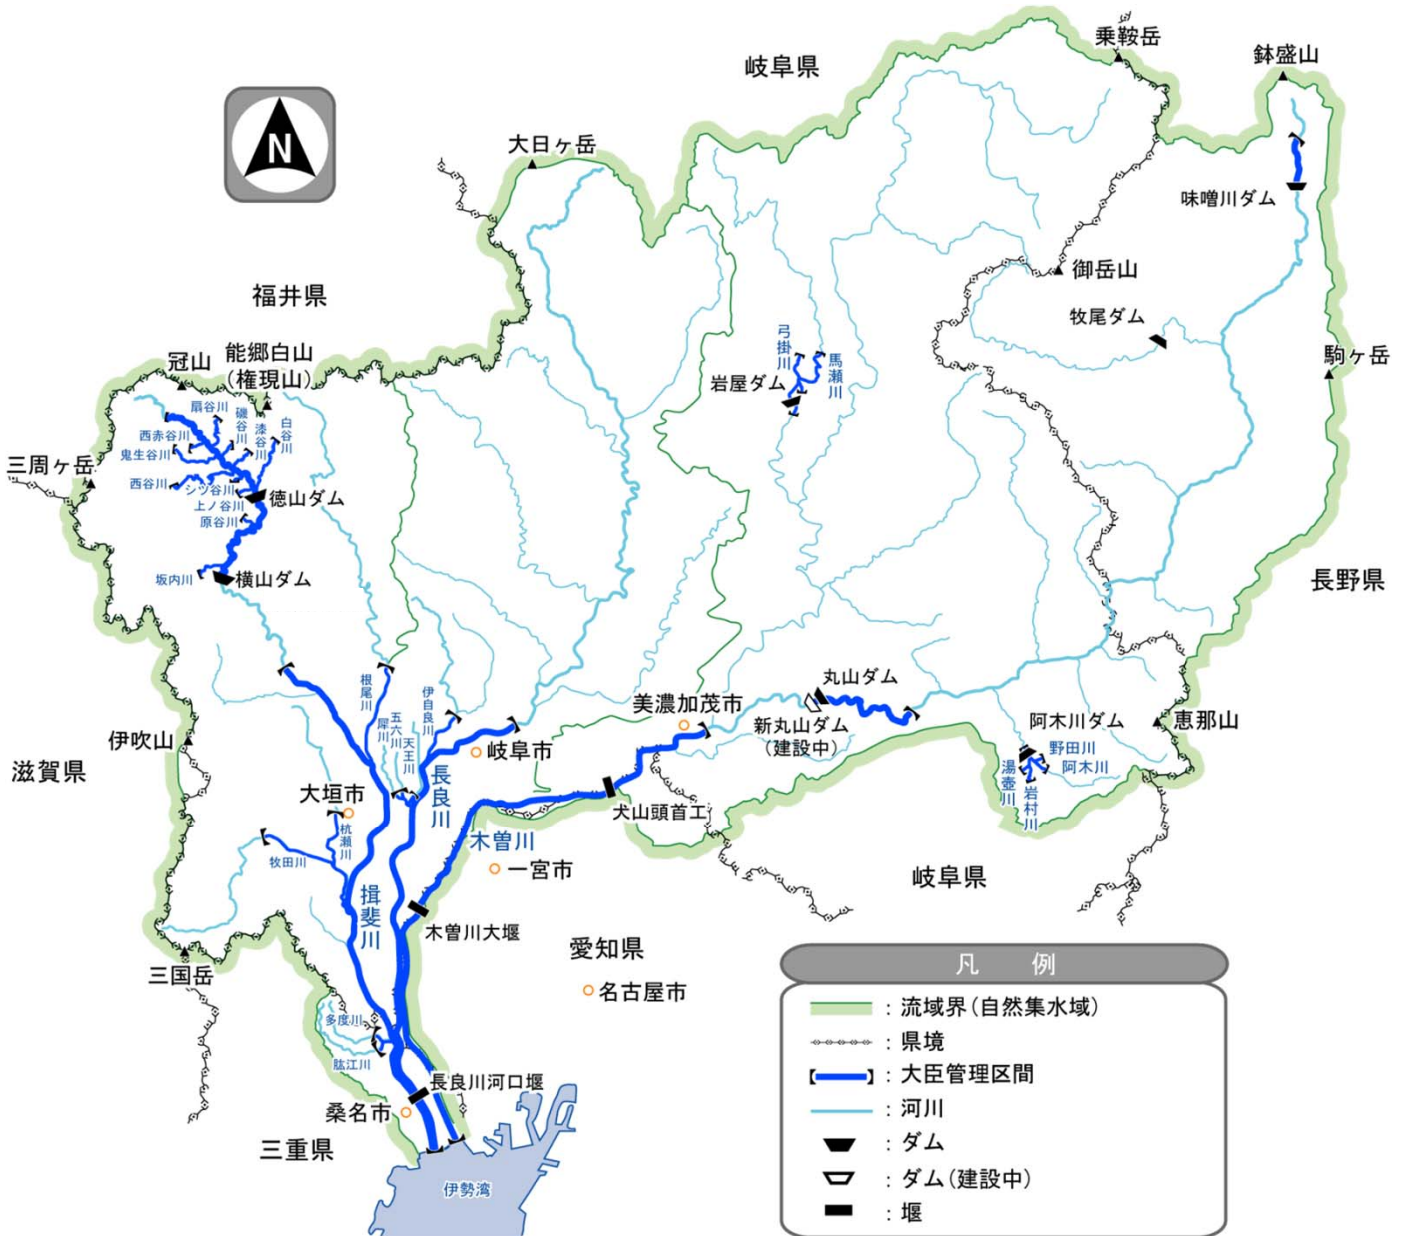 乗鞍岳
鉢盛山
岐阜県
N
大日ヶ岳
味噌川ダム
御岳山
福井県
牧尾ダム
弓掛川
馬瀬川
岩屋ダム
駒ヶ岳
冠山
能郷白山
(権現山)
扇谷川
磯谷川
漆谷川
白谷川
西赤谷川
鬼生谷川
三周ヶ岳
西谷川
シツ谷川
徳山ダム
上ノ谷川
原谷川
坂内川
横山ダム
長野県
根尾川
伊自良川
五六川
犀川
天王川
丸山ダム
美濃加茂市
新丸山ダム
(建設中)
阿木川ダム
恵那山
伊吹山
岐阜市
野田川
阿木川
湯壺川
岩村川
滋賀県
長良川
大垣市
杭瀬川
犬山頭首工
木曽川
牧田川
一宮市
岐阜県
揖斐川
木曽川大堰
愛知県
三国岳
名古屋市
多度川
肱江川
長良川河口堰
桑名市
三重県
伊勢湾
凡 例
：流域界(自然集水域)
：県境
：大臣管理区間
：河川
：ダム
：ダム(建設中)
：堰